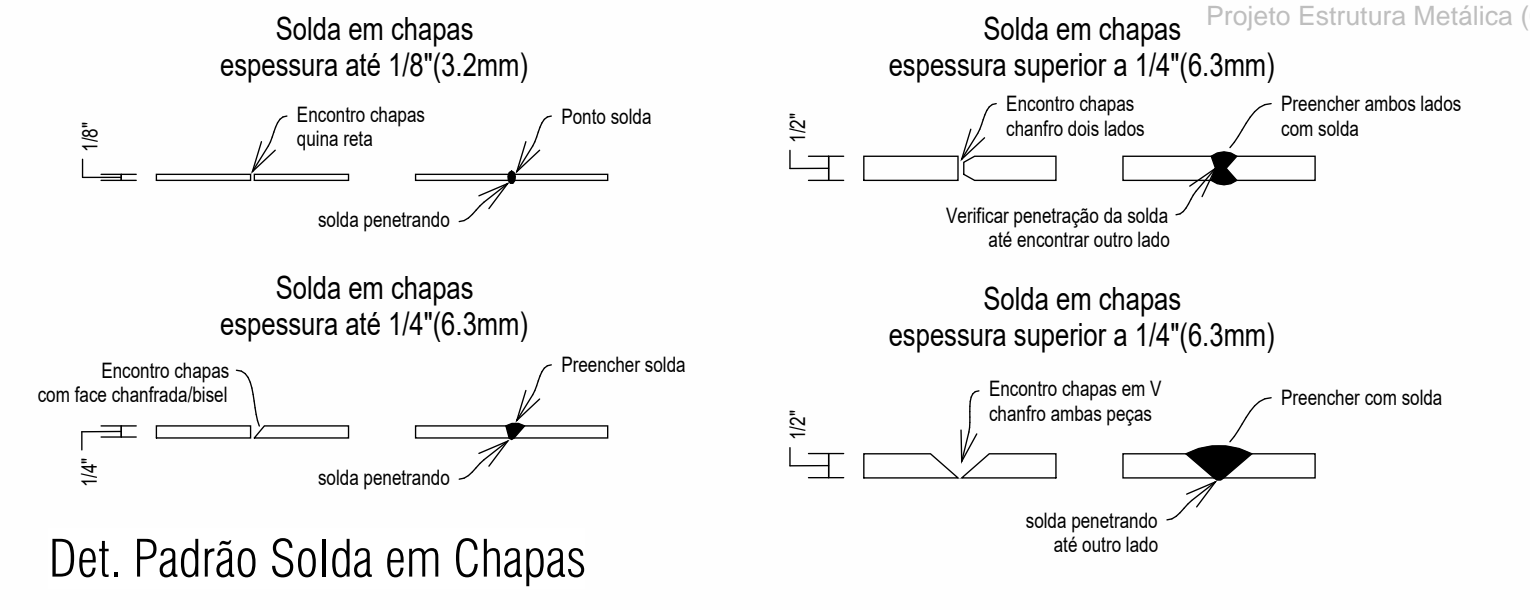 Projeto Estrutura Metálica (
Solda em chapas
espessura até 1/8"(3.2mm)
1/8"
Encontro chapas
quina reta
Ponto solda
solda penetrando
Solda em chapas
espessura superior a 1/4"(6.3mm)
1/2"
Encontro chapas
chanfro dois lados
Preencher ambos lados
com solda
Verificar penetração da solda
até encontrar outro lado
Solda em chapas
espessura até 1/4"(6.3mm)
Encontro chapas
com face chanfrada/bisel
1/4"
Preencher solda
solda penetrando
Solda em chapas
espessura superior a 1/4"(6.3mm)
1/2"
Encontro chapas em V
chanfro ambas peças
Preencher com solda
solda penetrando
até outro lado
Det. Padrão Solda em Chapas